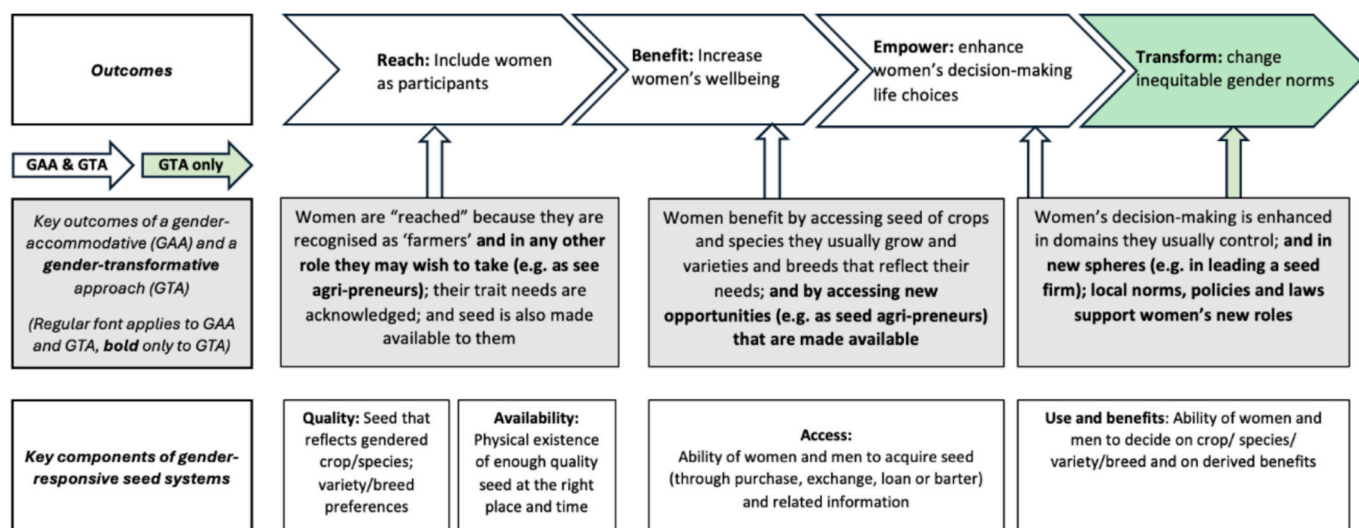 Outcomes
Reach: Include women
as participants
Benefit: Increase
women's wellbeing
Empower: enhance
women's decision-making
life choices
Transform: change
inequitable gender norms
GAA & GTA
GTA only
Key outcomes of a gender-
accommodative (GAA) and a
gender-transformative
approach (GTA)
(Regular font applies to GAA
and GTA, bold only to GTA)
Women are “reached” because they are
recognised as ‘farmers’ and in any other
role they may wish to take (e.g. as see
agri-preneurs); their trait needs are
acknowledged; and seed is also made
available to them
Women benefit by accessing seed of crops
and species they usually grow and
varieties and breeds that reflect their
needs; and by accessing new
opportunities (e.g. as seed agri-preneurs)
that are made available
Women's decision-making is enhanced
in domains they usually control; and in
new spheres (e.g. in leading a seed
firm); local norms, policies and laws
support women's new roles
Key components of gender-
responsive seed systems
Quality: Seed that
reflects gendered
crop/species;
variety/breed
preferences
Availability:
Physical existence
of enough quality
seed at the right
place and time
Access:
Ability of women and men to acquire seed
(through purchase, exchange, loan or barter)
and related information
Use and benefits: Ability of women and
men to decide on crop/ species/
variety/breed and on derived benefits